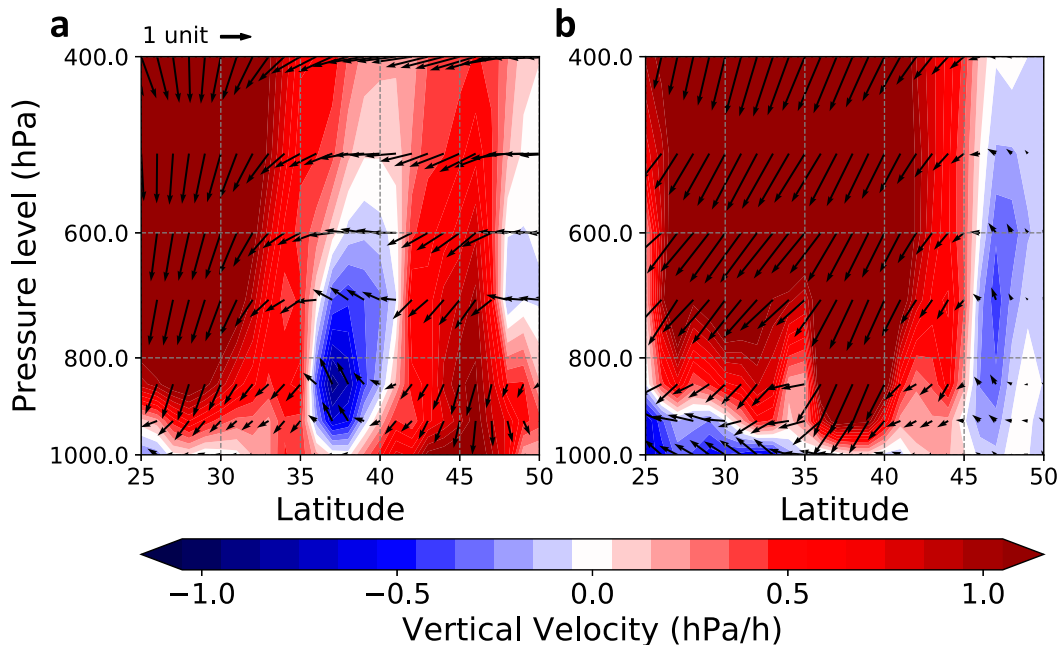 a
b
1 unit
400.0
600.0
800.0
1000.0
Pressure level (hPa)
25 30 35 40 45 50
Latitude
400.0
600.0
800.0
1000.0
25 30 35 40 45 50
Latitude
−1.0 −0.5 0.0 0.5 1.0
Vertical Velocity (hPa/h)